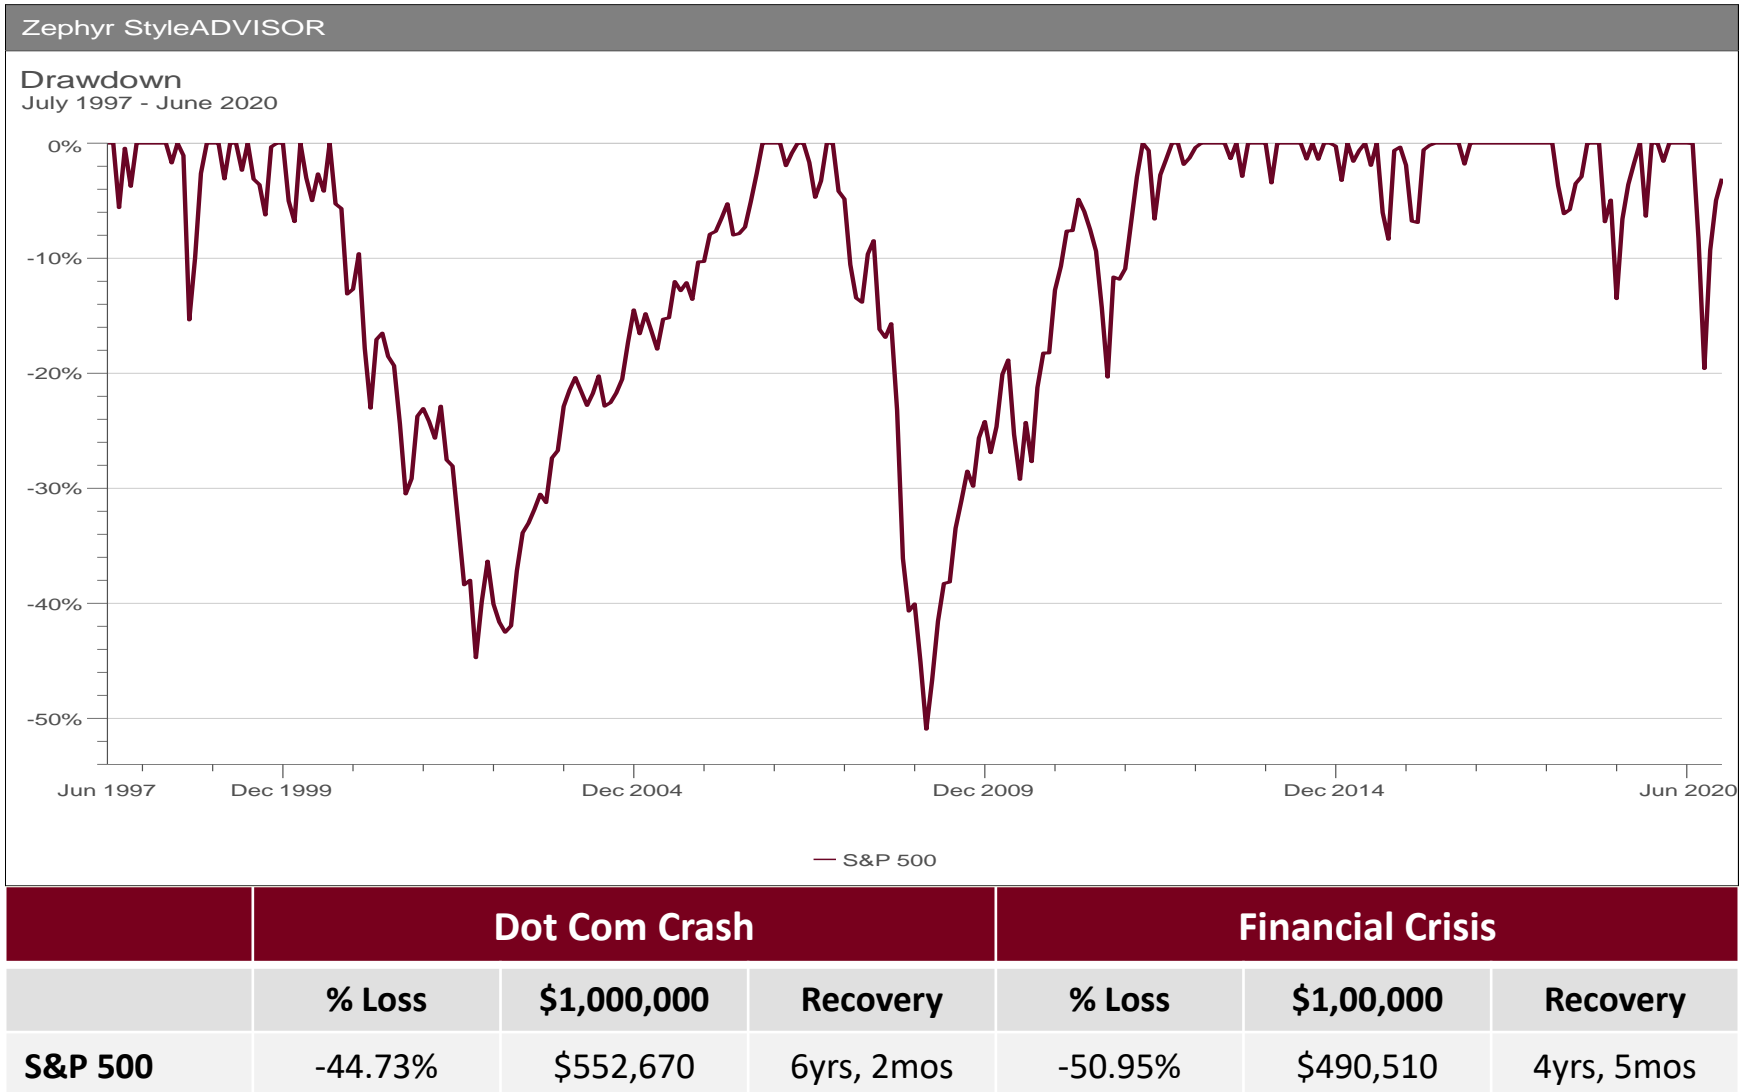 Zephyr StyleADVISOR
Drawdown
July 1997 - June 2020
0%
-10%
-20%
-30%
-40%
-50%
Jun 1997 Dec 1999 Dec 2004 Dec 2009 Dec 2014 Jun 2020
S&P 500
Dot Com Crash Financial Crisis
% Loss $1,000,000 Recovery % Loss $1,00,000 Recovery
S&P 500 -44.73% $552,670 6yrs, 2mos -50.95% $490,510 4yrs, 5mos